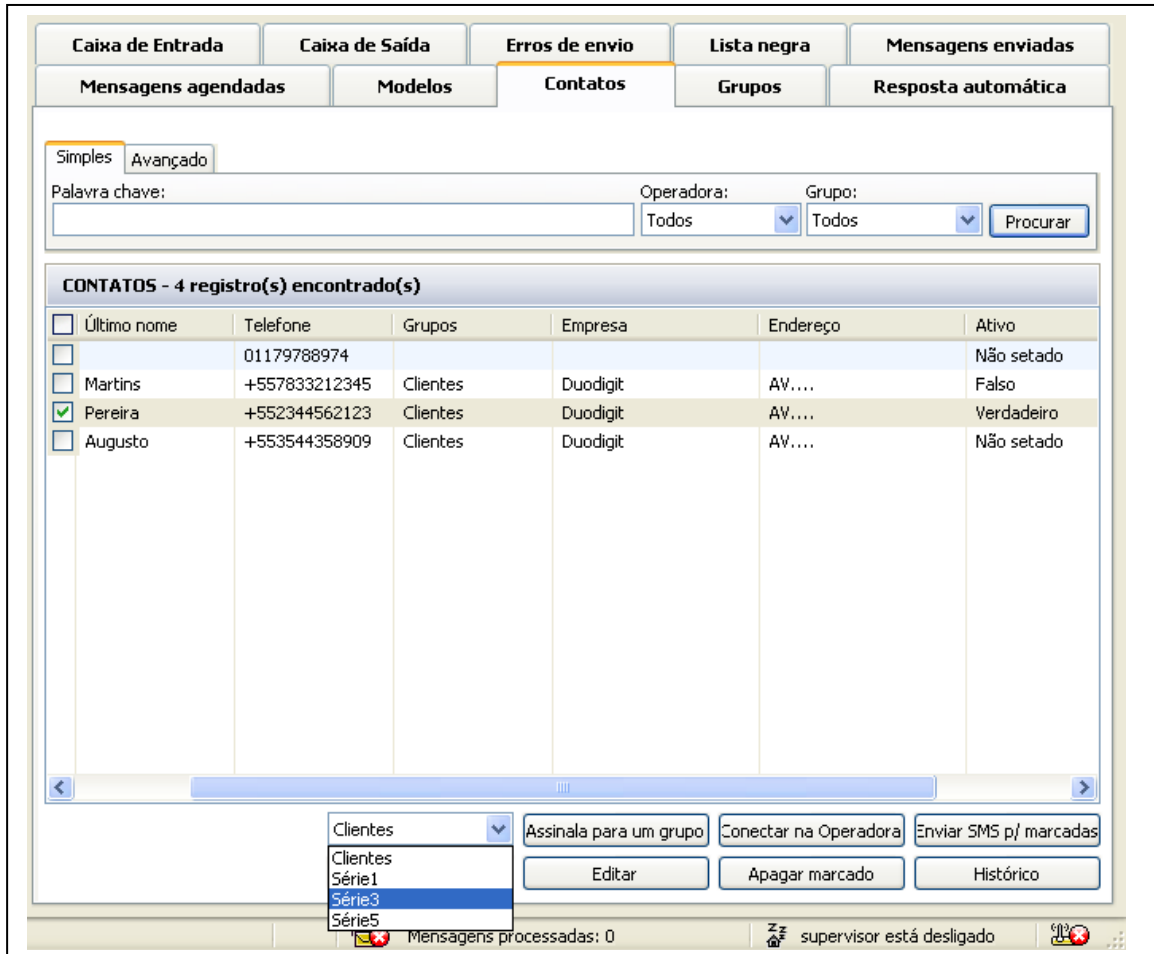 Caixa de Entrada Caixa de Saída Erros de envio Lista negra Mensagens enviadas
Mensagens agendadas Modelos Contatos Grupos Resposta automática
Simples Avançado
Palavra chave: Operadora: Grupo:
Todos Todos Procurar
CONTATOS - 4 registro(s) encontrado(s)
Último nome Telefone Grupos Empresa Endereço Ativo
01179788974 Não setado
Martins +557833212345 Clientes Duodigit AV.... Falso
Pereira +552344562123 Clientes Duodigit AV.... Verdadeiro
Augusto +553544358909 Clientes Duodigit AV.... Não setado
Clientes Assinala para um grupo Conectar na Operadora Enviar SMS p/ marcadas
Clientes
Série1 Editar Apagar marcado Histórico
Série3
Série5
Mensagens processadas: 0 supervisor está desligado